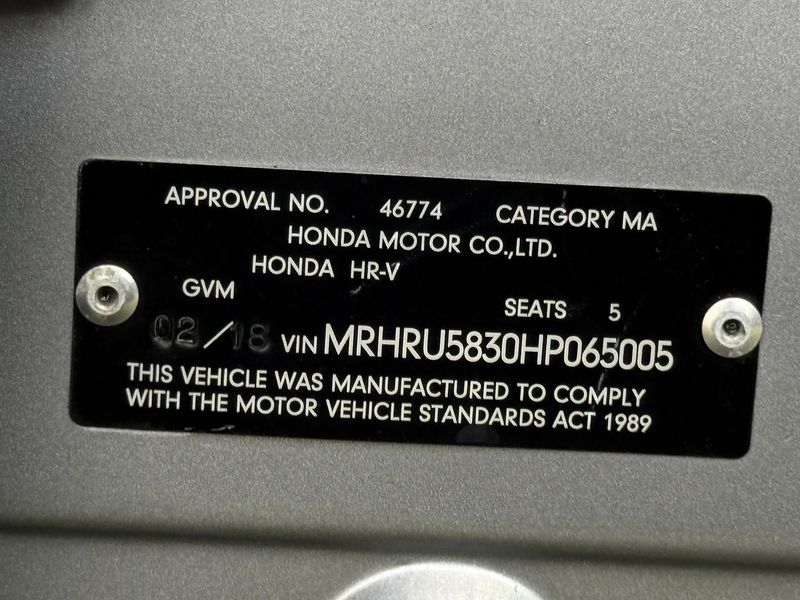 APPROVAL NO. 46774 CATEGORY MA
HONDA MOTOR CO.,LTD.
HONDA HR-V
GVM SEATS 5
02/18 VIN MRHRU5830HP065005
THIS VEHICLE WAS MANUFACTURED TO COMPLY
WITH THE MOTOR VEHICLE STANDARDS ACT 1989